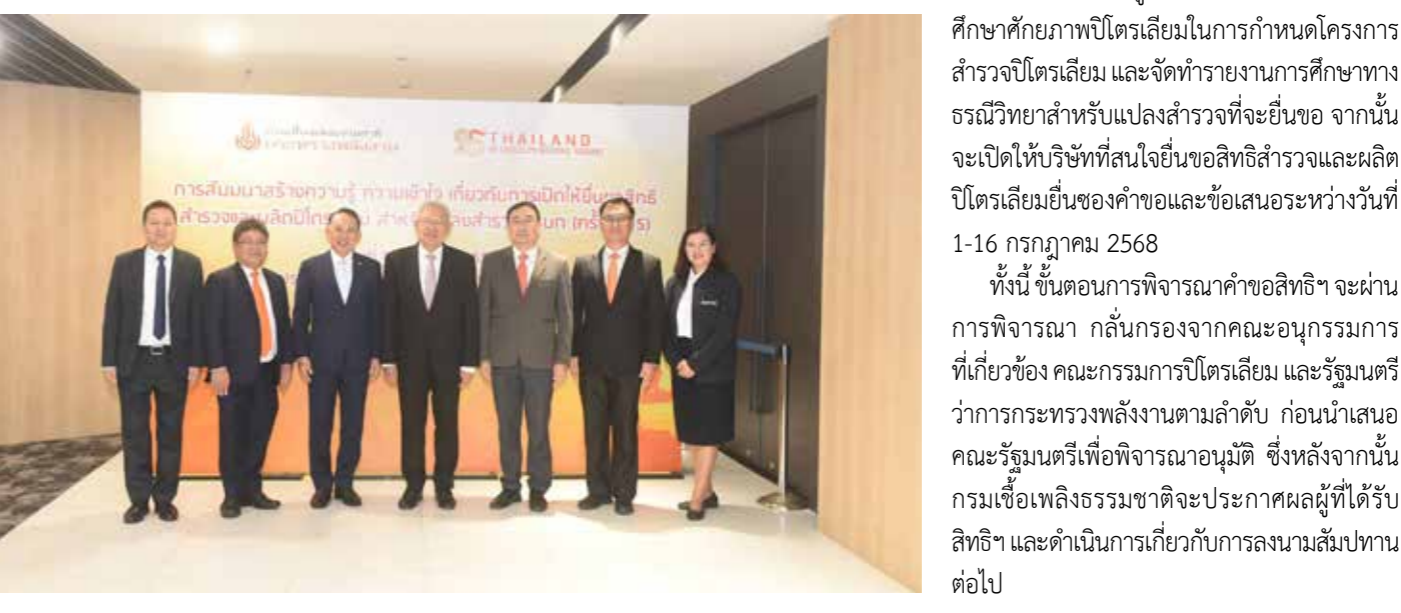 THAILAND
การสัมมนาสร้างความรู้ ความเข้าใจ เกี่ยวกับการเปิดให้ยื่นขอสิทธิ
ศึกษาศักยภาพปิโตรเลียมในการกำหนดโครงการ
สำรวจปิโตรเลียม และจัดทำรายงานการศึกษาทาง
ธรณีวิทยาสำหรับแปลงสำรวจที่จะยื่นขอ จากนั้น
จะเปิดให้บริษัทที่สนใจยื่นขอสิทธิสำรวจและผลิต
ปิโตรเลียมยื่นซองคำขอและข้อเสนอระหว่างวันที่
1-16 กรกฎาคม 2568
ทั้งนี้ ขั้นตอนการพิจารณาคำขอสิทธิฯ จะผ่าน
การพิจารณา กลั่นกรองจากคณะอนุกรรมการ
ที่เกี่ยวข้อง คณะกรรมการปิโตรเลียม และรัฐมนตรี
ว่าการกระทรวงพลังงานตามลำดับ ก่อนนำเสนอ
คณะรัฐมนตรีเพื่อพิจารณาอนุมัติ ซึ่งหลังจากนั้น
กรมเชื้อเพลิงธรรมชาติจะประกาศผลผู้ที่ได้รับ
สิทธิฯ และดำเนินการเกี่ยวกับการลงนามสัมปทาน
ต่อไป